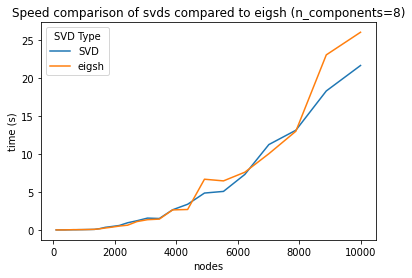 Speed comparison of svds compared to eigsh (n_components=8)
SVD Type
SVD
eigsh
25
20
15
10
5
0
time (s)
0 2000 4000 6000 8000 10000
nodes